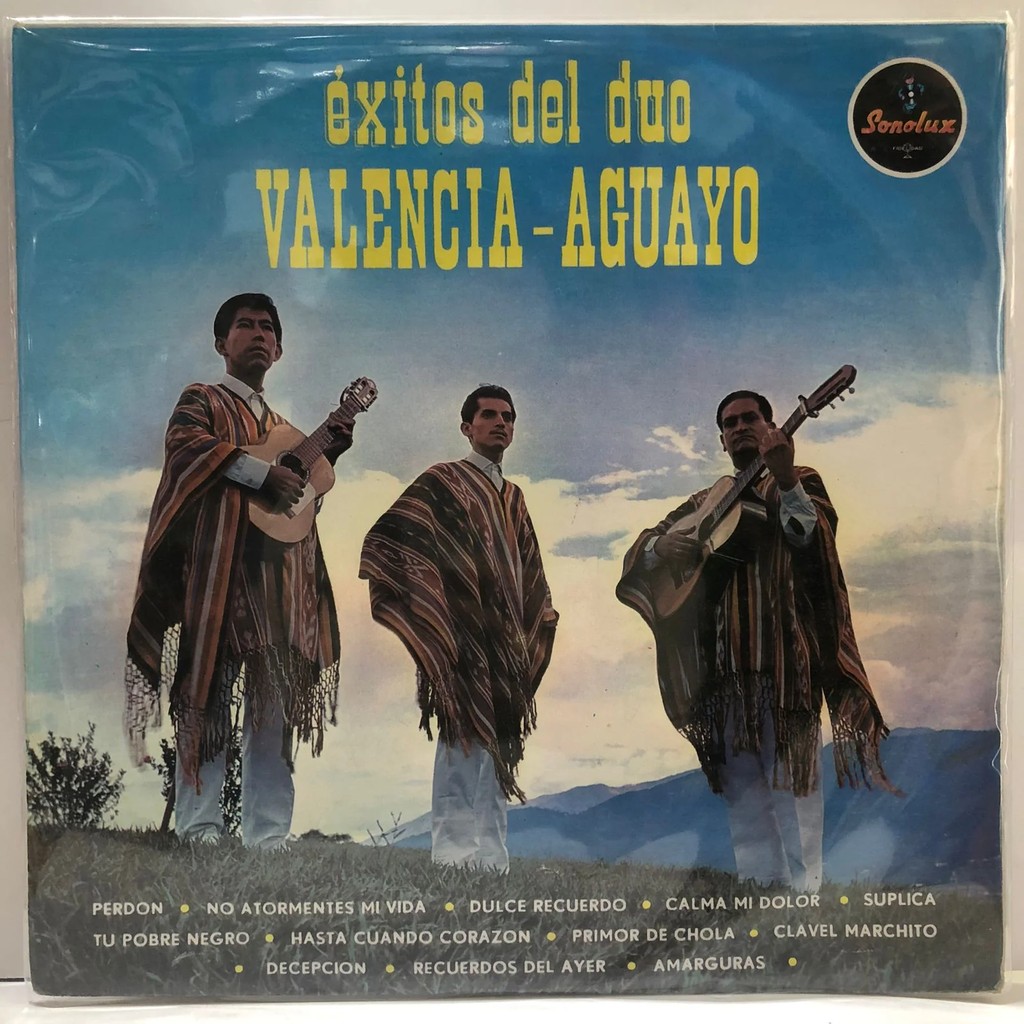 éxitos del duo
VALENCIA-AGUAYO
Sonolux
PERDON • NO ATORMENTES MI VIDA • DULCE RECUERDO • CALMA MI DOLOR • SUPLICA
TU POBRE NEGRO • HASTA CUANDO CORAZON • PRIMOR DE CHOLA • CLAVEL MARCHITO
• DECEPCION • RECUERDOS DEL AYER • AMARGURAS •